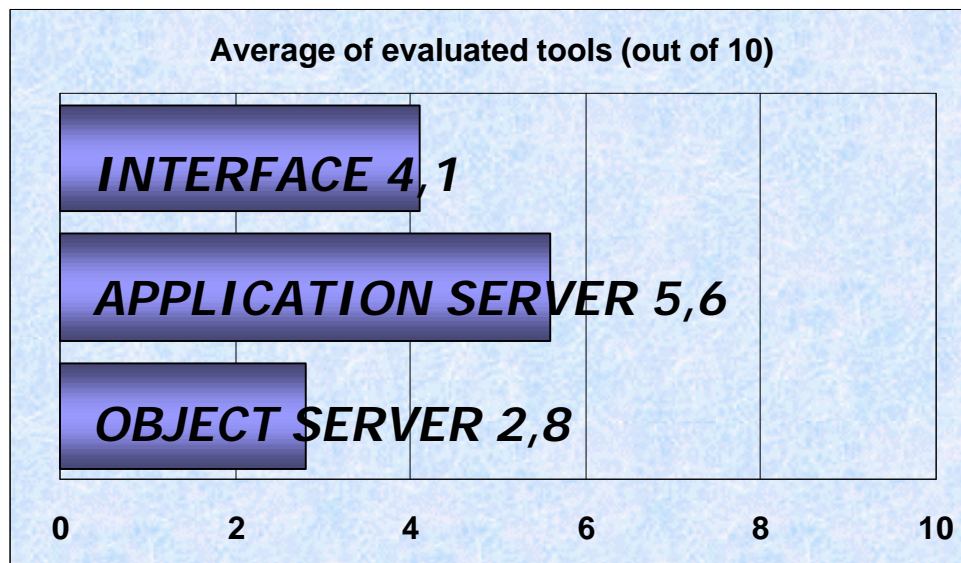 Average of evaluated tools (out of 10)
INTERFACE 4,1
APPLICATION SERVER 5,6
OBJECT SERVER 2,8
0 2 4 6 8 10